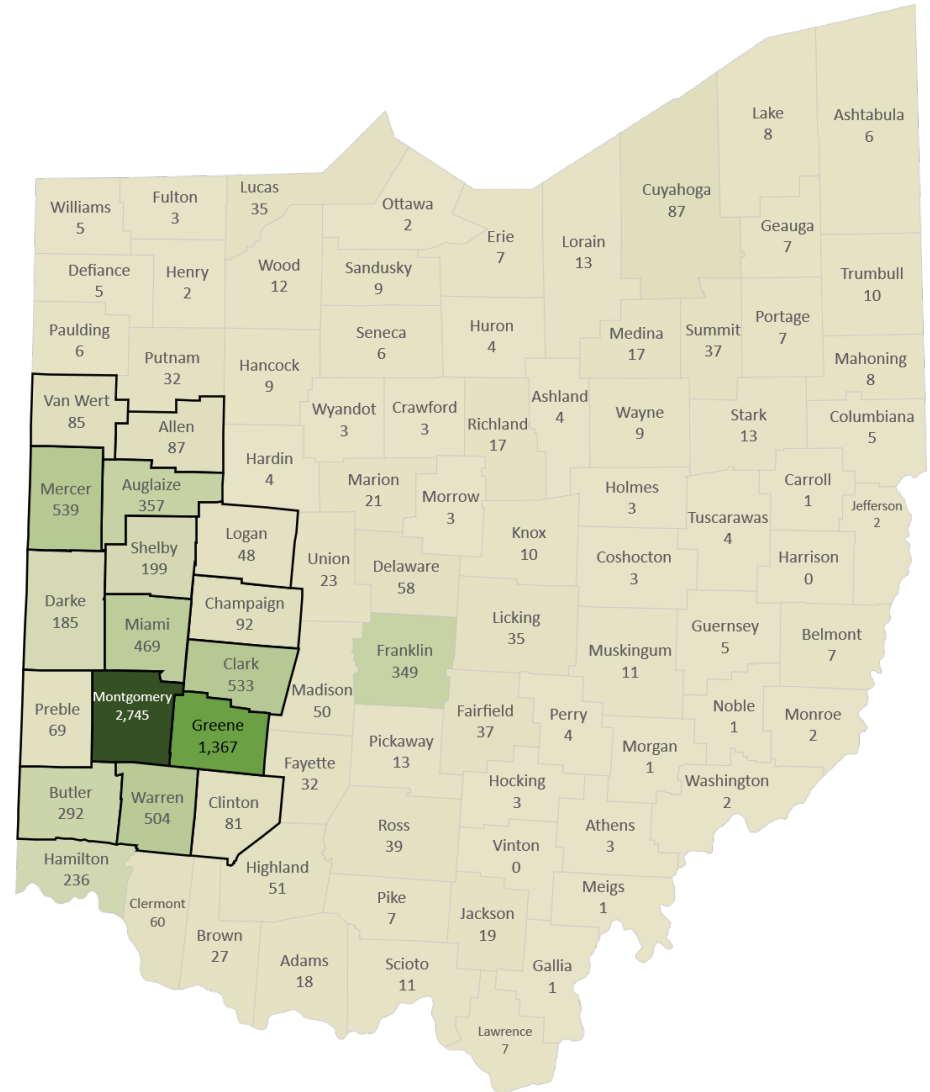 Lake
8
Ashtabula
6
Cuyahoga
87
Geauga
7
Williams
5
Fulton
3
Lucas
35
Ottawa
2
Erie
7
Lorain
13
Trumbull
10
Defiance
5
Henry
2
Wood
12
Sandusky
9
Paulding
6
Putnam
32
Hancock
9
Seneca
6
Huron
4
Medina
17
Summit
37
Portage
7
Mahoning
8
Van Wert
85
Allen
87
Wyandot
3
Crawford
3
Richland
17
Ashland
4
Wayne
9
Stark
13
Columbiana
5
Mercer
539
Auglaize
357
Hardin
4
Marion
21
Morrow
3
Holmes
3
Tuscarawas
4
Carroll
1
Jefferson
2
Shelby
199
Logan
48
Union
23
Delaware
58
Knox
10
Coshocton
3
Harrison
0
Darke
185
Miami
469
Champaign
92
Licking
35
Muskingum
11
Guernsey
5
Belmont
7
Clark
533
Madison
50
Franklin
349
Preble
69
Montgomery
2,745
Greene
1,367
Fairfield
37
Perry
4
Noble
1
Monroe
2
Pickaway
13
Morgan
1
Fayette
32
Hocking
3
Washington
2
Butler
292
Warren
504
Clinton
81
Ross
39
Vinton
0
Athens
3
Hamilton
236
Highland
51
Meigs
1
Clermont
60
Pike
7
Jackson
19
Brown
27
Adams
18
Scioto
11
Gallia
1
Lawrence
7